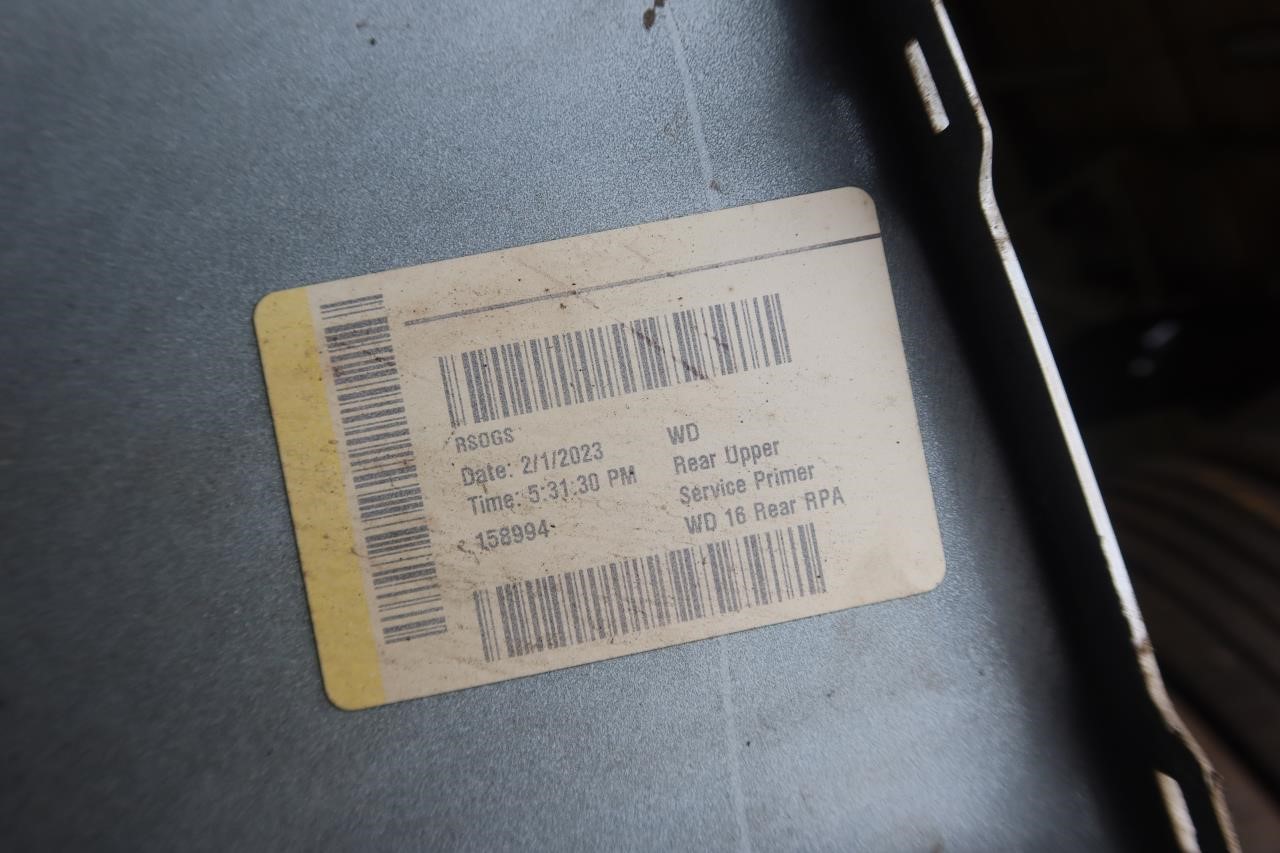 RSOGS
Date: 2/1/2023
Time: 5:31:30 PM
158994
WD
Rear Upper
Service Primer
WD 16 Rear RPA